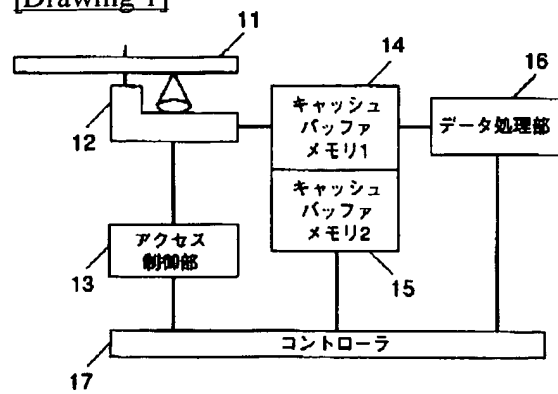 [Drawing 1]
11
14
16
キャッシュ
バッファ
メモリ1
データ処理部
12
キャッシュ
バッファ
メモリ2
アクセス
制御部
13
15
コントローラ
17